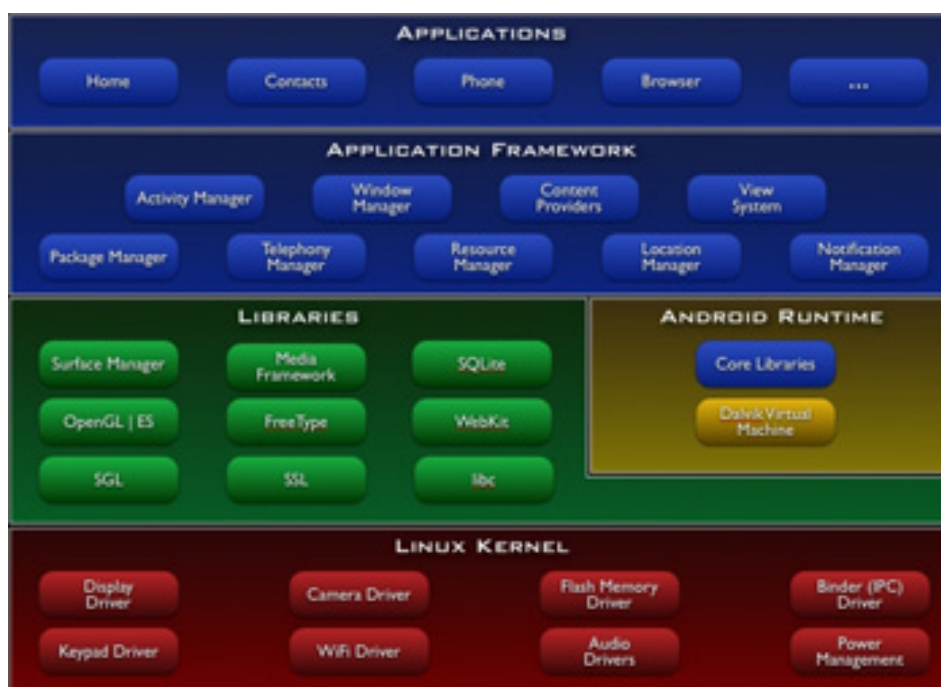 APPLICATIONS
Home Contacts Phone Browser ...
APPLICATION FRAMEWORK
Activity Manager
Window
Manager
Content
Providers
View
System
Package Manager
Telephony
Manager
Resource
Manager
Location
Manager
Notification
Manager
LIBRARIES
Surface Manager
Media
Framework
SQLite
OpenGL | ES
FreeType
WebKit
SGL
SSL
libc
ANDROID RUNTIME
Core Libraries
Dalvik Virtual
Machine
LINUX KERNEL
Display
Driver
Camera Driver
Flash Memory
Driver
Binder (IPC)
Driver
Keypad Driver
WiFi Driver
Audio
Drivers
Power
Management